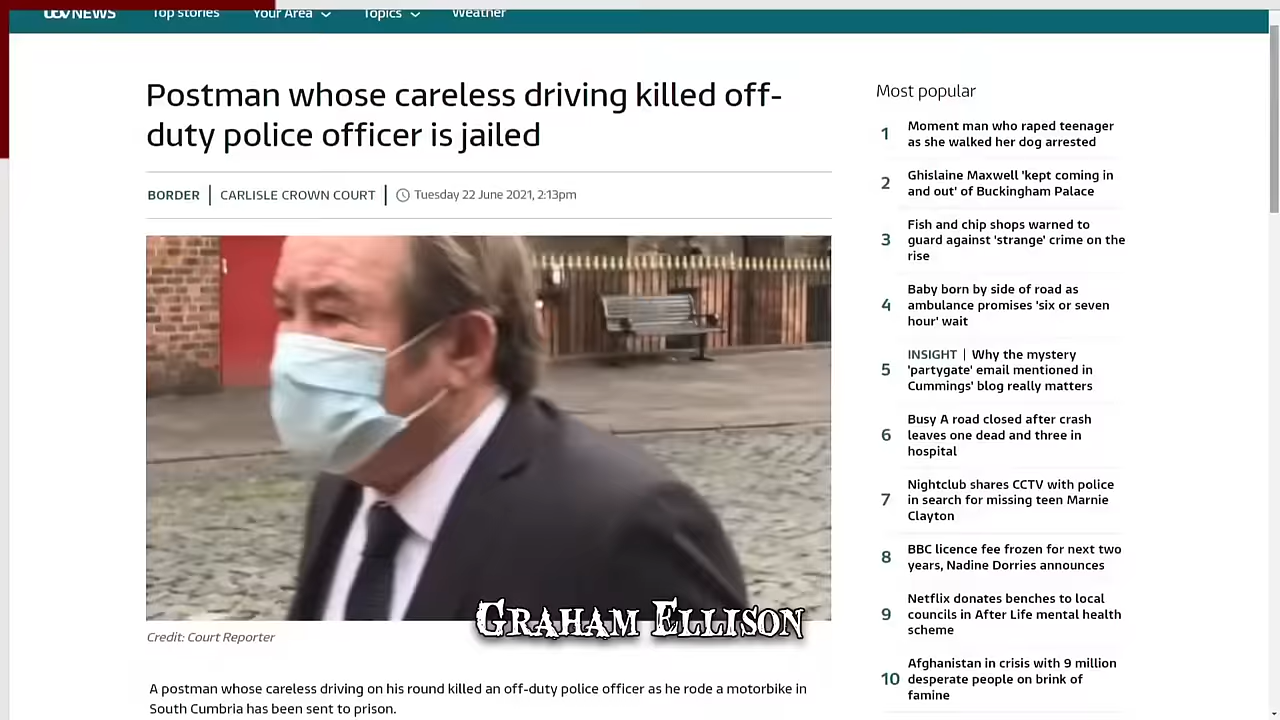 itv NEWS Top stories Your Area Topics Weather
Postman whose careless driving killed off-
duty police officer is jailed
BORDER | CARLISLE CROWN COURT | Tuesday 22 June 2021, 2:13pm
GRAHAM ELLISON
Credit: Court Reporter
A postman whose careless driving on his round killed an off-duty police officer as he rode a motorbike in
South Cumbria has been sent to prison.
Most popular
1 Moment man who raped teenager
as she walked her dog arrested
2 Ghislaine Maxwell 'kept coming in
and out' of Buckingham Palace
3 Fish and chip shops warned to
guard against 'strange' crime on the
rise
4 Baby born by side of road as
ambulance promises 'six or seven
hour' wait
5 INSIGHT | Why the mystery
'partygate' email mentioned in
Cummings' blog really matters
6 Busy A road closed after crash
leaves one dead and three in
hospital
7 Nightclub shares CCTV with police
in search for missing teen Marnie
Clayton
8 BBC licence fee frozen for next two
years, Nadine Dorries announces
9 Netflix donates benches to local
councils in After Life mental health
scheme
10 Afghanistan in crisis with 9 million
desperate people on brink of
famine